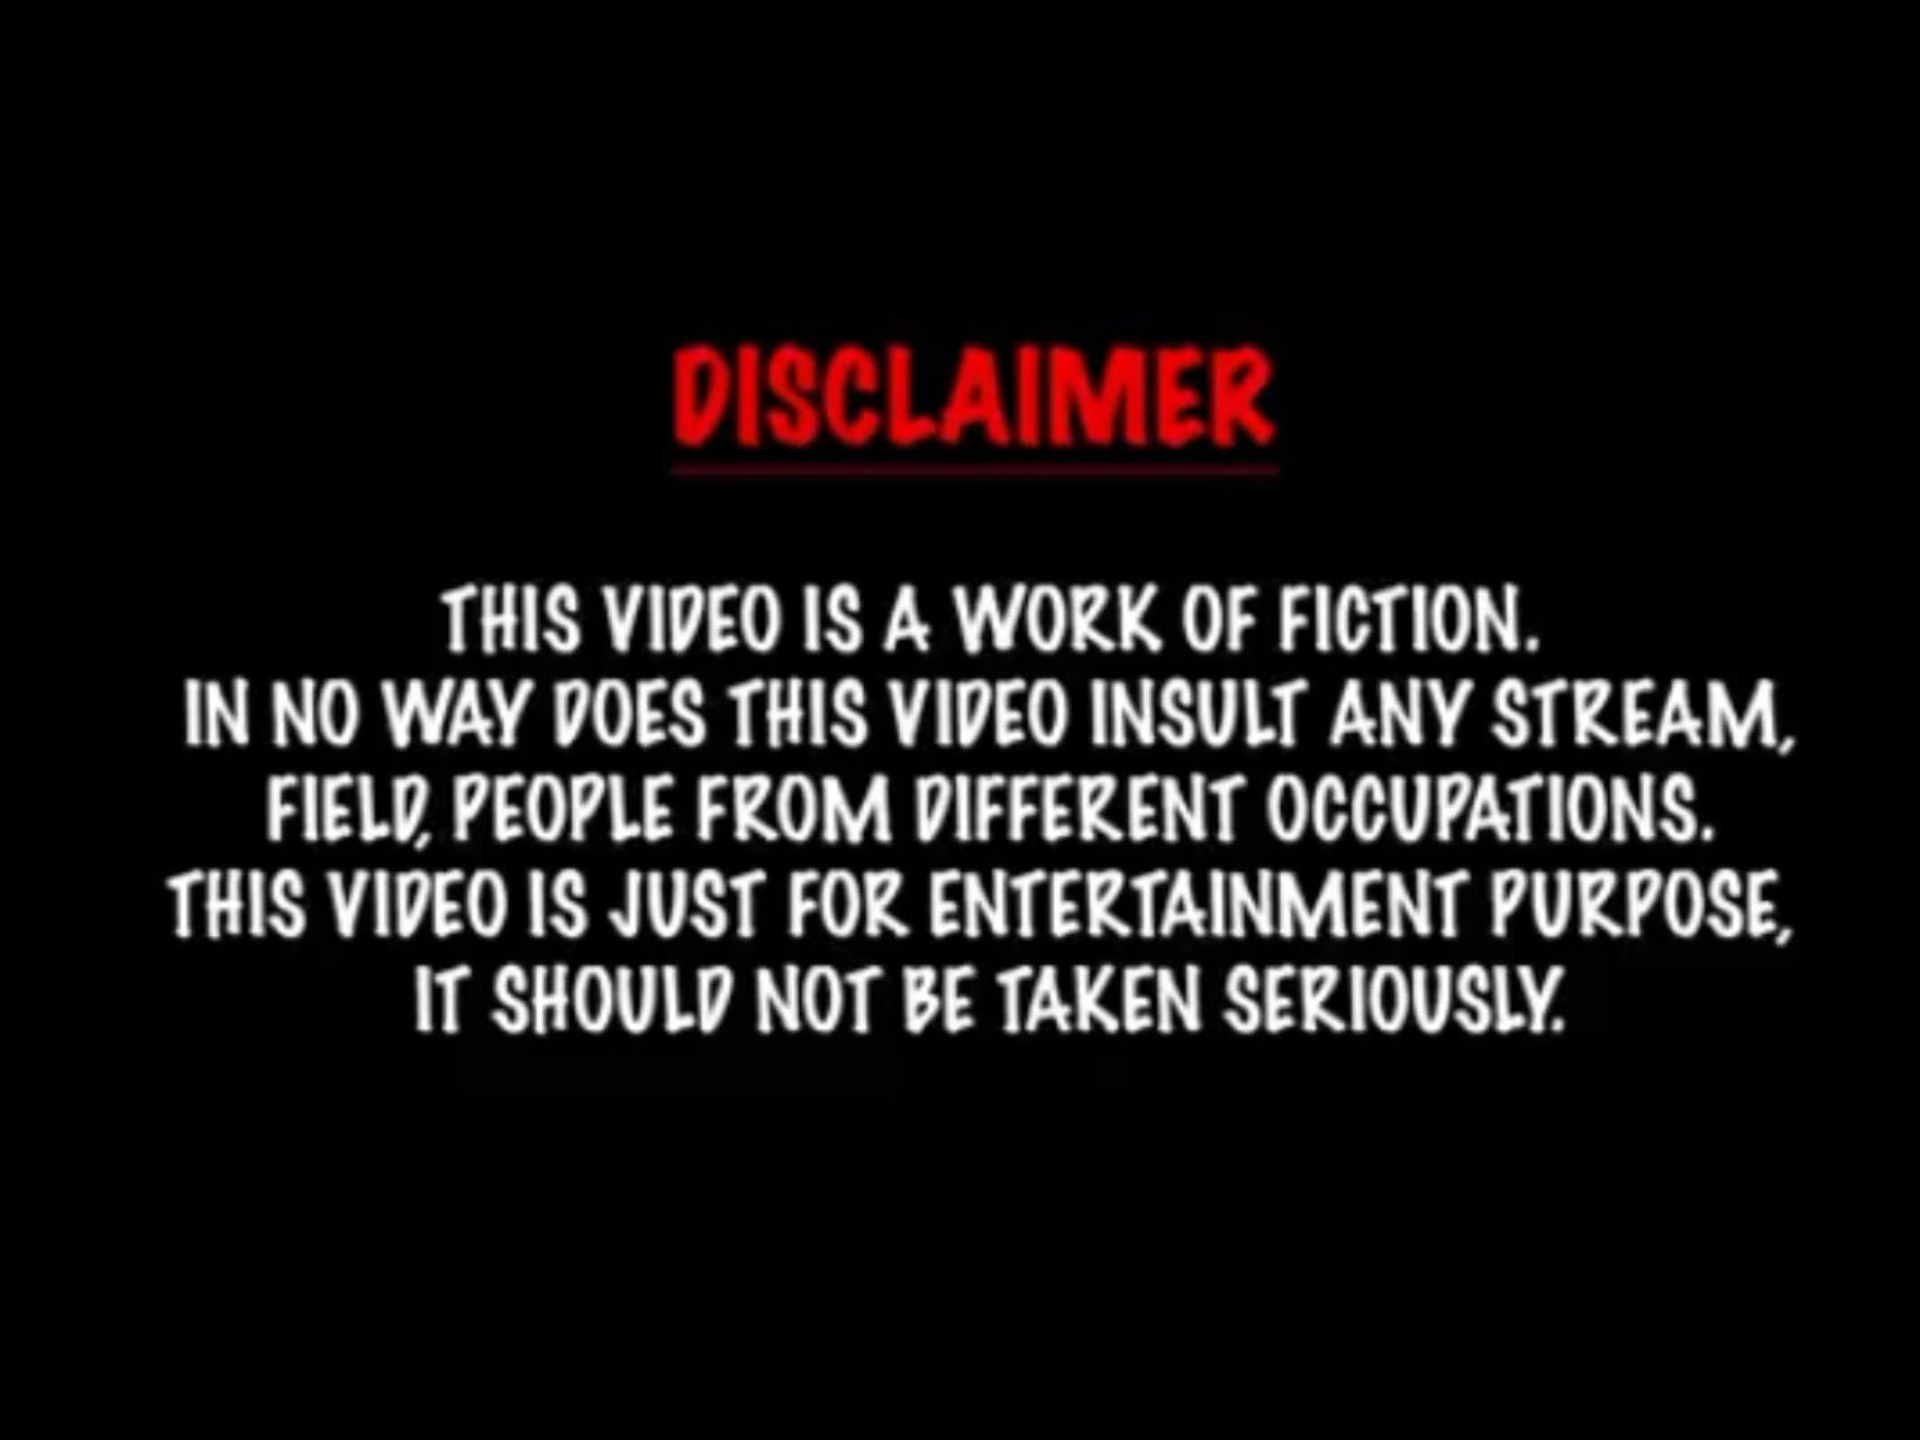 DISCLAIMER
THIS VIDEO IS A WORK OF FICTION.
IN NO WAY DOES THIS VIDEO INSULT ANY STREAM,
FIELD, PEOPLE FROM DIFFERENT OCCUPATIONS.
THIS VIDEO IS JUST FOR ENTERTAINMENT PURPOSE,
IT SHOULD NOT BE TAKEN SERIOUSLY.